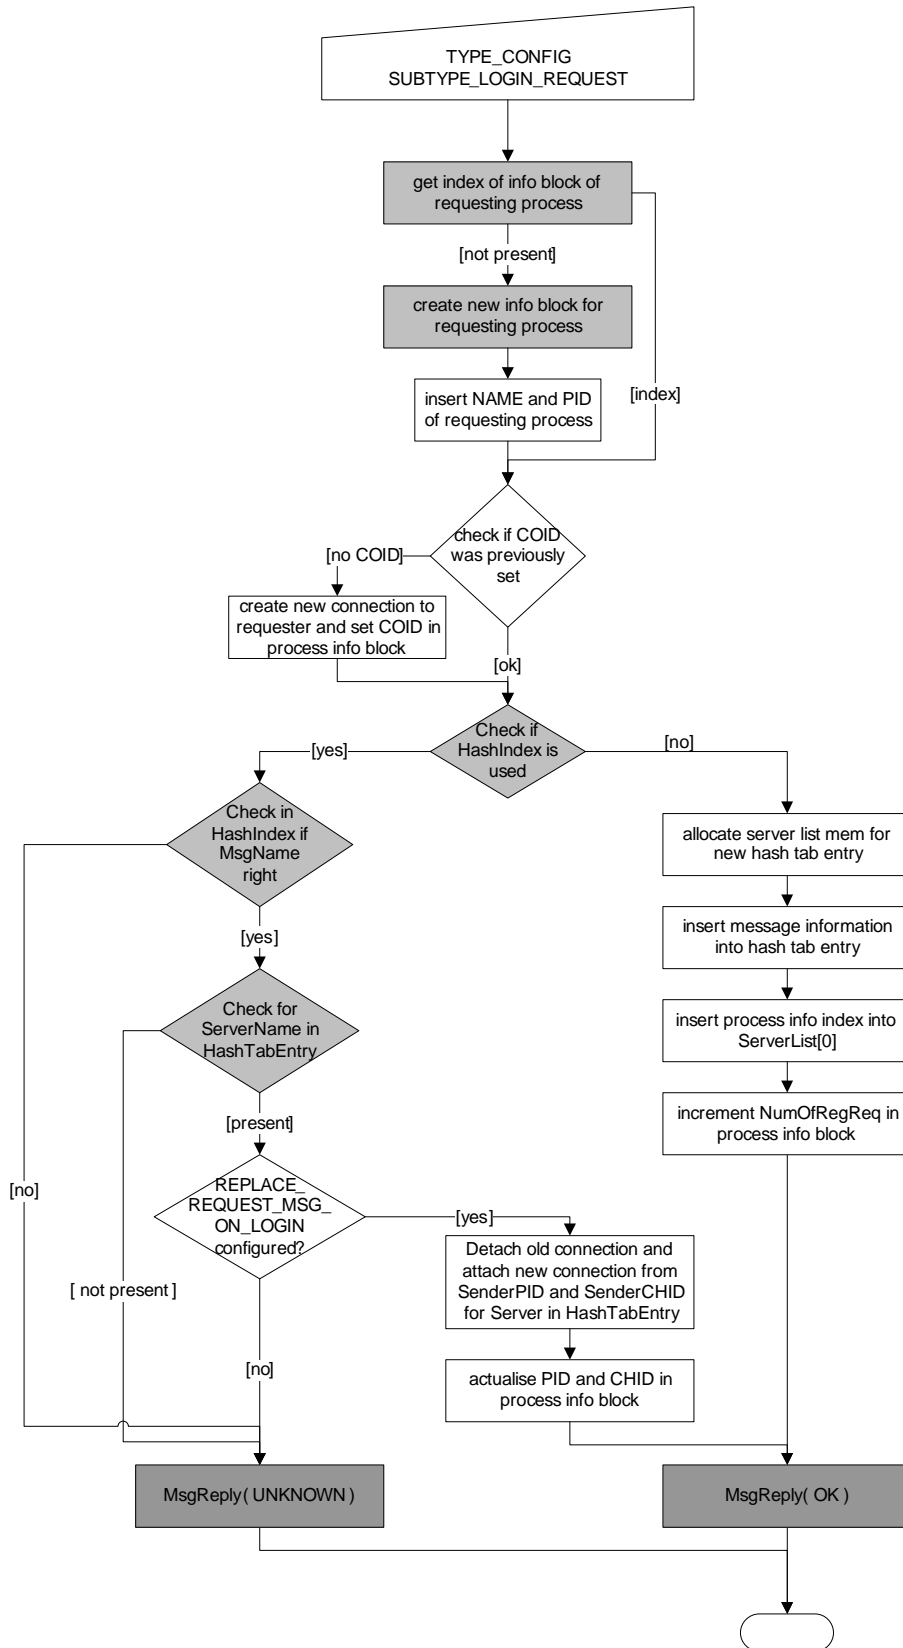 TYPE_CONFIG
SUBTYPE_LOGIN_REQUEST
get index of info block of
requesting process
[not present]
create new info block for
requesting process
insert NAME and PID
of requesting process
[index]
check if COID
was previously
set
[no COID]
create new connection to
requester and set COID in
process info block
[ok]
Check if
HashIndex is
used
[yes]
[no]
Check in
HashIndex if
MsgName
right
allocate server list mem for
new hash tab entry
[yes]
insert message information
into hash tab entry
Check for
ServerName in
HashTabEntry
insert process info index into
ServerList[0]
[present]
increment NumOfRegReq in
process info block
[no]
REPLACE_
REQUEST_MSG_
ON_LOGIN
configured?
[yes]
Detach old connection and
attach new connection from
SenderPID and SenderCHID
for Server in HashTabEntry
[ not present ]
[no]
actualise PID and CHID in
process info block
MsgReply( UNKNOWN )
MsgReply( OK )